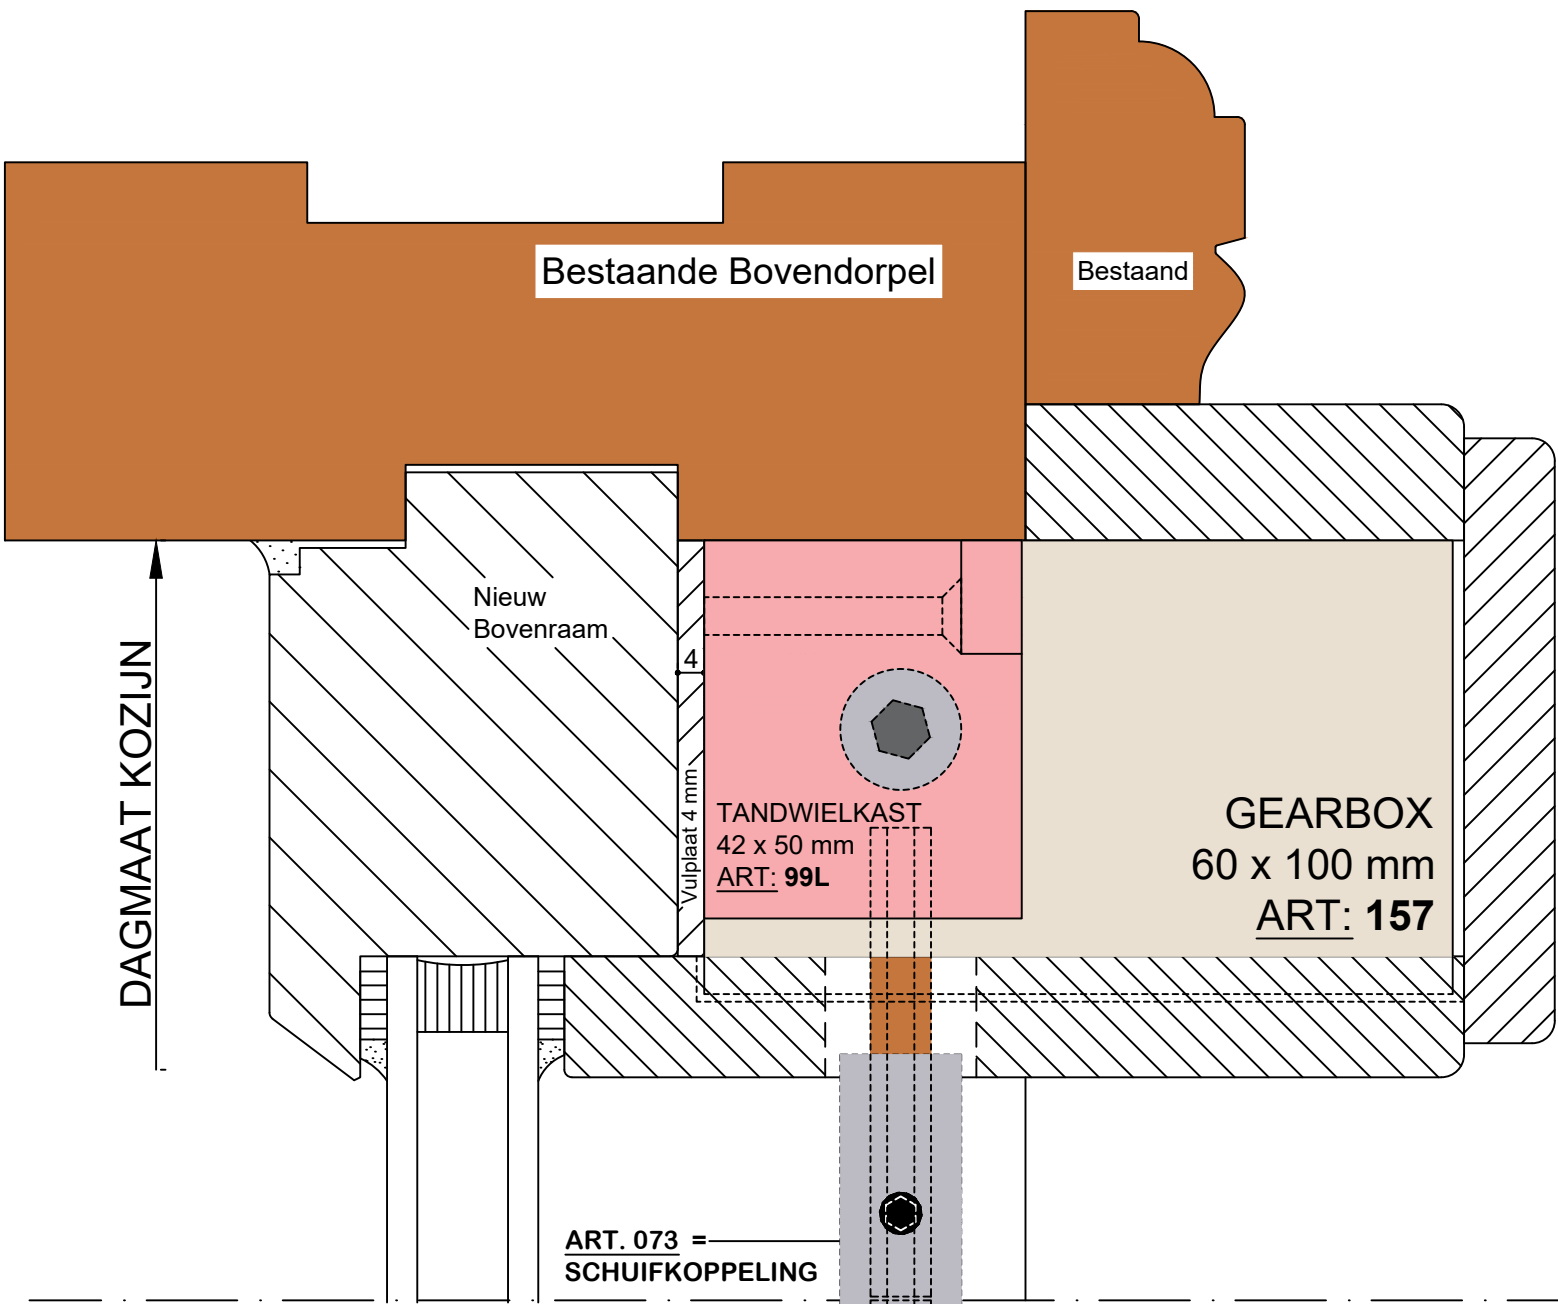 Bestaande Bovendorpel
Bestaand
Nieuw
Bovenraam
4
DAGMAAT KOZIJN
Vulplaat 4 mm
TANDWIELKAST
42 x 50 mm
ART: 99L
GEARBOX
60 x 100 mm
ART: 157
ART. 073 =
SCHUIFKOPPELING